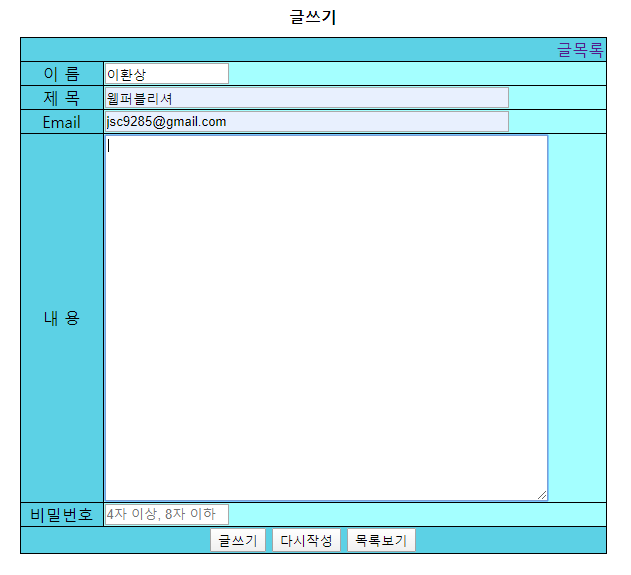 글쓰기
글목록
이 름 이환상
제 목 웹퍼블리셔
Email jsc9285@gmail.com
내 용
비밀번호 4자 이상, 8자 이하
글쓰기 다시작성 목록보기